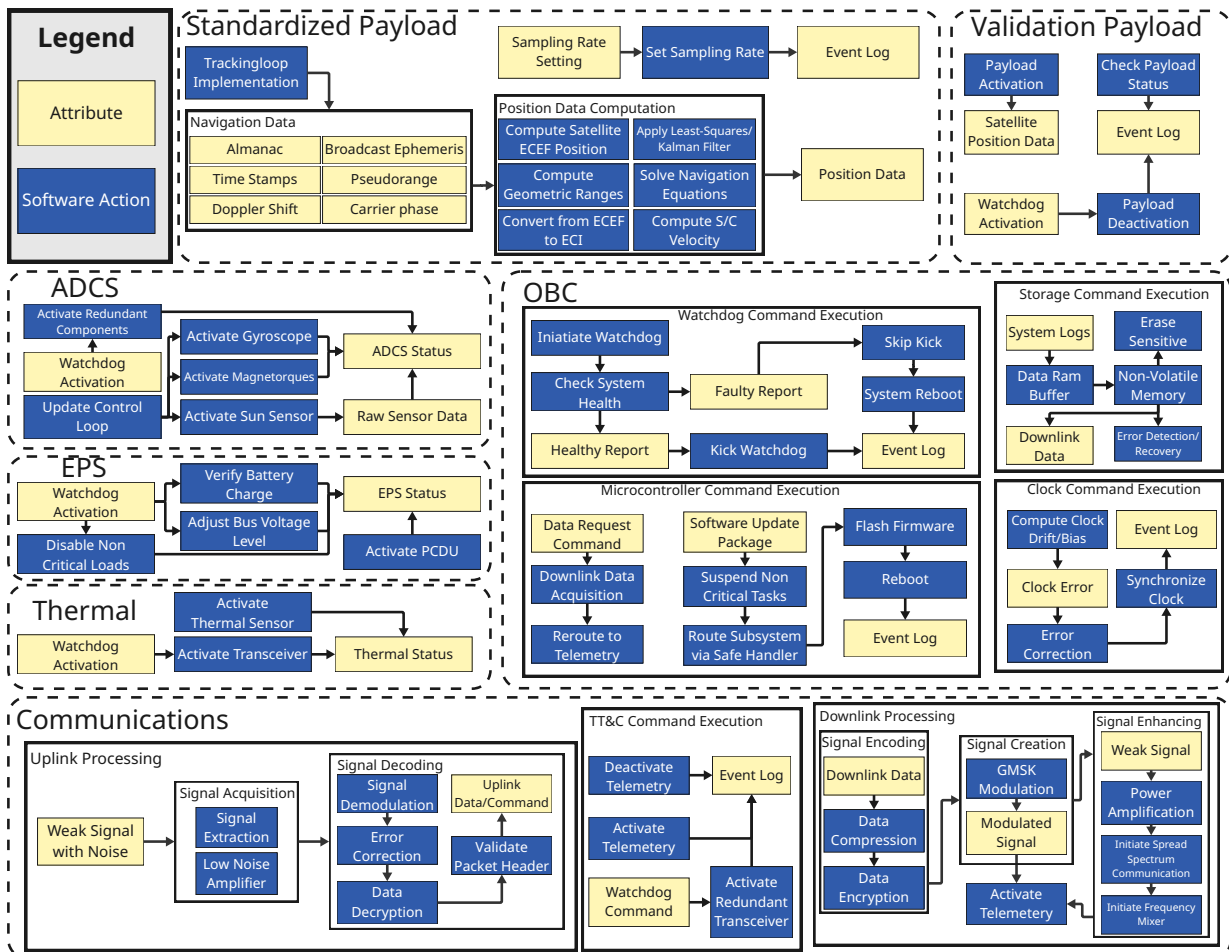 Legend
Attribute
Software Action
Standardized Payload
Trackingloop
Implementation
Sampling Rate
Setting
Set Sampling Rate
Event Log
Navigation Data
Almanac
Broadcast Ephemeris
Time Stamps
Pseudorange
Doppler Shift
Carrier phase
Position Data Computation
Compute Satellite
ECEF Position
Apply Least-Squares/
Kalman Filter
Compute
Geometric Ranges
Solve Navigation
Equations
Convert from ECEF
to ECI
Compute S/C
Velocity
Position Data
Validation Payload
Payload
Activation
Check Payload
Status
Satellite
Position Data
Event Log
Watchdog
Activation
Payload
Deactivation
ADCS
Activate Redundant
Components
Watchdog
Activation
Update Control
Loop
Activate Gyroscope
Activate Magnetorques
Activate Sun Sensor
ADCS Status
Raw Sensor Data
EPS
Watchdog
Activation
Disable Non
Critical Loads
Verify Battery
Charge
Adjust Bus Voltage
Level
EPS Status
Activate PCDU
Thermal
Activate
Thermal Sensor
Watchdog
Activation
Activate Transceiver
Thermal Status
OBC
Watchdog Command Execution
Iniatiate Watchdog
Check System
Health
Healthy Report
Faulty Report
Kick Watchdog
Skip Kick
System Reboot
Event Log
Storage Command Execution
System Logs
Data Ram
Buffer
Downlink
Data
Erase
Sensitive
Non-Volatile
Memory
Error Detection/
Recovery
Microcontroller Command Execution
Data Request
Command
Downlink Data
Acquisition
Reroute to
Telemetry
Software Update
Package
Suspend Non
Critical Tasks
Route Subsystem
via Safe Handler
Flash Firmware
Reboot
Event Log
Clock Command Execution
Compute Clock
Drift/Bias
Clock Error
Error
Correction
Event Log
Synchronize
Clock
Communications
Uplink Processing
Weak Signal
with Noise
Signal Acquisition
Signal
Extraction
Low Noise
Amplifier
Signal Decoding
Signal
Demodulation
Error
Correction
Data
Decryption
Uplink
Data/Command
Validate
Packet Header
TT&C Command Execution
Deactivate
Telemetry
Event Log
Activate
Telemetery
Watchdog
Command
Activate
Redundant
Transceiver
Downlink Processing
Signal Encoding
Downlink Data
Data
Compression
Data
Encryption
Signal Creation
GMSK
Modulation
Modulated
Signal
Activate
Telemetery
Signal Enhancing
Weak Signal
Power
Amplification
Initiate Spread
Spectrum
Communication
Initiate Frequency
Mixer